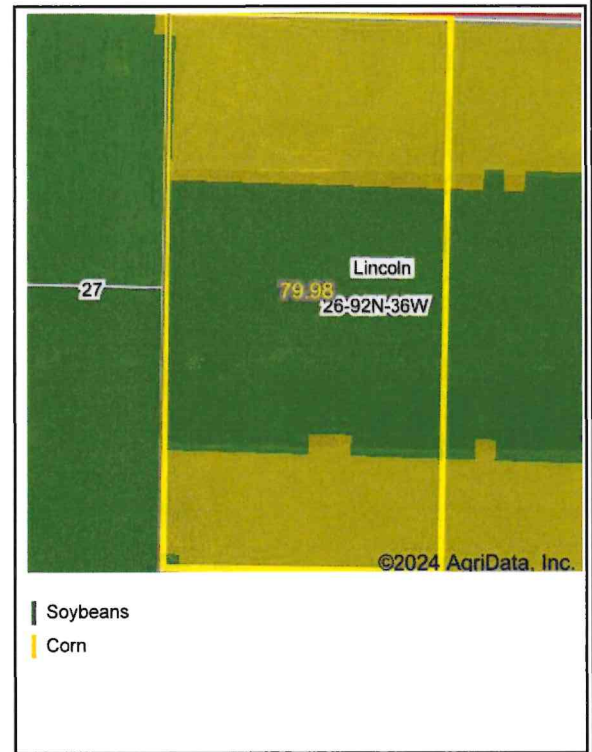 Lincoln
27
79.98
26-92N-36W
©2024 AgriData, Inc.
Soybeans
Corn